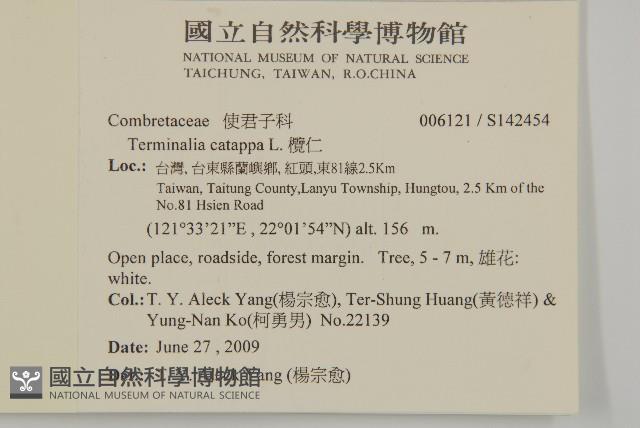 國立自然科學博物館
NATIONAL MUSEUM OF NATURAL SCIENCE
TAICHUNG, TAIWAN, R.O.CHINA
Combretaceae 使君子科 006121 / S142454
Terminalia catappa L. 欖仁
Loc.: 台灣, 台東縣蘭嶼鄉, 紅頭,東81線2.5Km
Taiwan, Taitung County,Lanyu Township, Hungtou, 2.5 Km of the
No.81 Hsien Road
(121°33'21”E , 22°01'54”N) alt. 156 m.
Open place, roadside, forest margin. Tree, 5 - 7 m, 雄花:
white.
Col.: T. Y. Aleck Yang(楊宗愈), Ter-Shung Huang(黃德祥) &
Yung-Nan Ko(柯勇男) No.22139
Date: June 27 , 2009
Yang (楊宗愈)
國立自然科學博物館
NATIONAL MUSEUM OF NATURAL SCIENCE